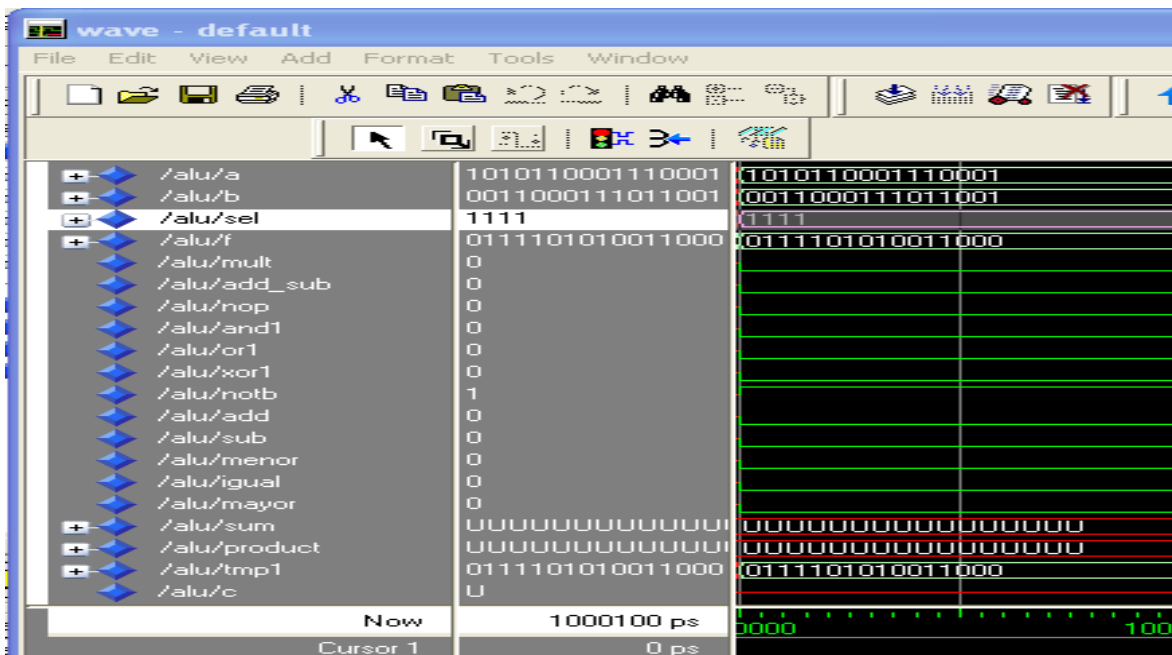 wave - default
File Edit View Add Format Tools Window
/alu/a 1010110001110001 1010110001110001
/alu/b 0011000111011001 0011000111011001
/alu/sel 1111 1111
/alu/f 0111101010011000 0111101010011000
/alu/mult 0
/alu/add_sub 0
/alu/nop 0
/alu/and1 0
/alu/or1 0
/alu/xor1 0
/alu/notb 1
/alu/add 0
/alu/sub 0
/alu/menor 0
/alu/igual 0
/alu/mayor 0
/alu/sum UUUUUUUUUUUUU UUUUUUUUUUUUUUUU
/alu/product UUUUUUUUUUUUU UUUUUUUUUUUUUUUU
/alu/tmp1 0111101010011000 0111101010011000
/alu/c U
Now 1000100 ps 100
Cursor 1 0 ps